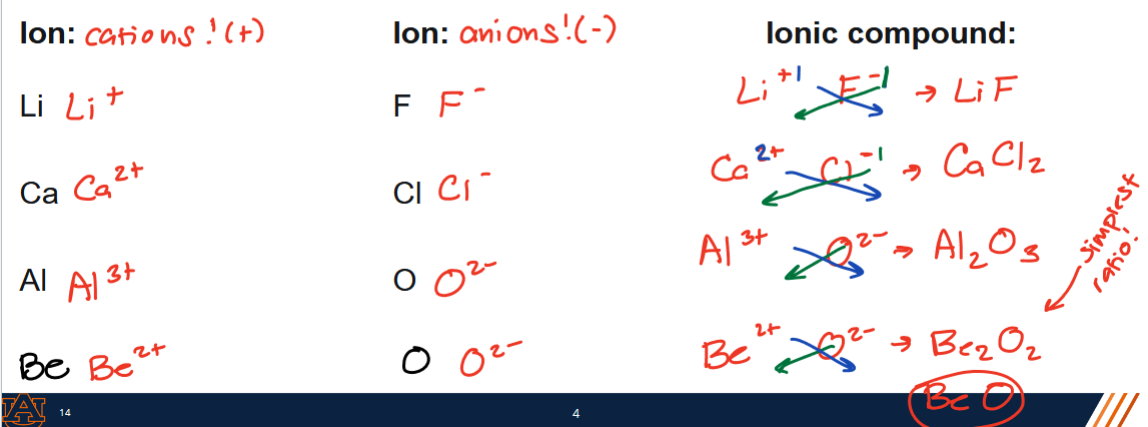 Ion: cations! (+)
Ion: anions! (-)
Ionic compound:
Li Li⁺
F F⁻
Li⁺¹ F⁻¹ → LiF
Ca Ca²⁺
Cl Cl⁻
Ca²⁺ Cl⁻¹ → CaCl₂
Al Al³⁺
O O²⁻
Al³⁺ O²⁻ → Al₂O₃
simplest
ratio!
Be Be²⁺
O O²⁻
Be²⁺ O²⁻ → Be₂O₂
BeO
AU 14
4